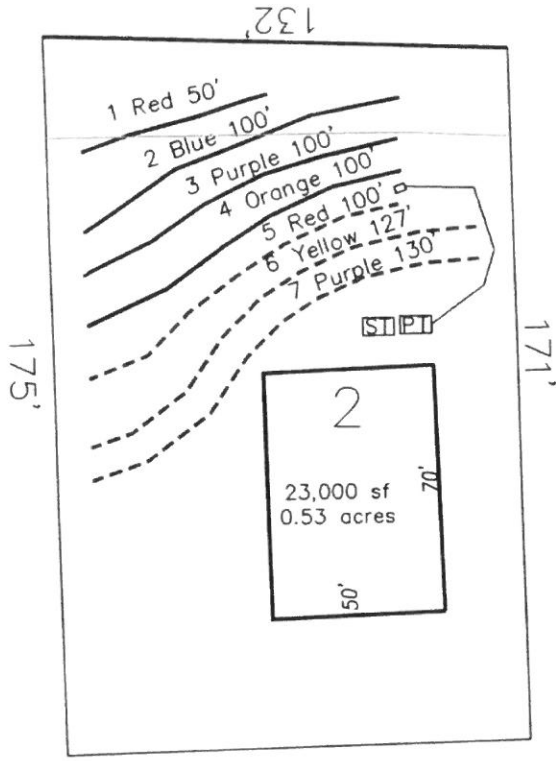 132'
1 Red 50'
2 Blue 100'
3 Purple 100'
4 Orange 100'
5 Red 100'
6 Yellow 127'
7 Purple 130'
ST PT
175'
171'
2
23,000 sf
0.53 acres
70'
50'